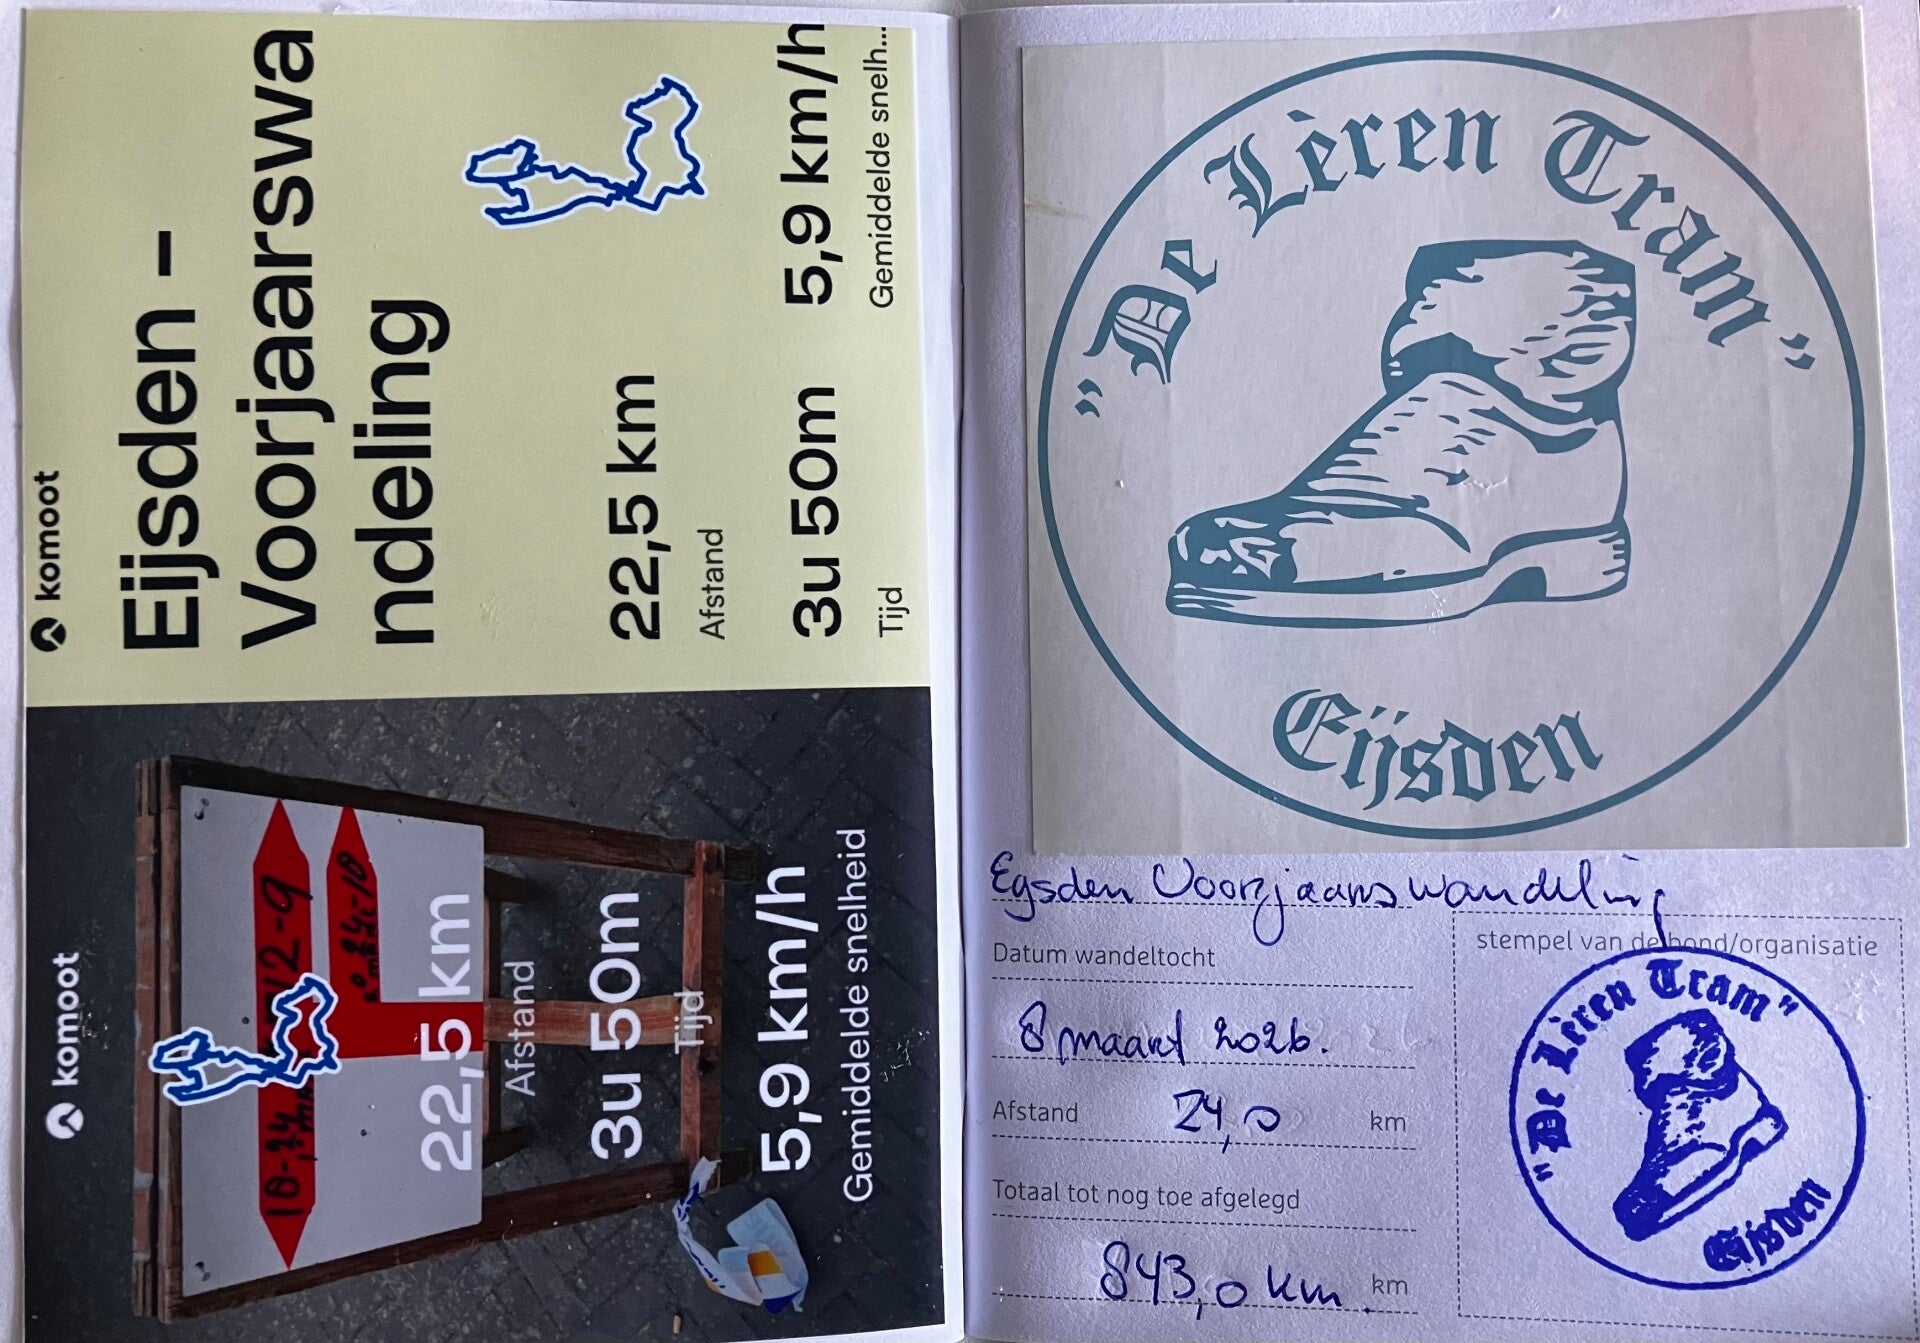 komoot
Eijsden –
Voorjaarswa
ndeling
22,5 km
Afstand
3u 50m
5,9 km/h
Tijd
Gemiddelde snelh...
komoot
22,5 km
Afstand
3u 50m
Tijd
5,9 km/h
Gemiddelde snelheid
"De Lèren Tram"
Eijsden
Eysden Voorjaarswandeling
Datum wandeltocht
8 maart 2026.
Afstand 24,0 km
Totaal tot nog toe afgelegd
843,0 km. km
stempel van de bond/organisatie
"De Lèren Tram"
Eijsden